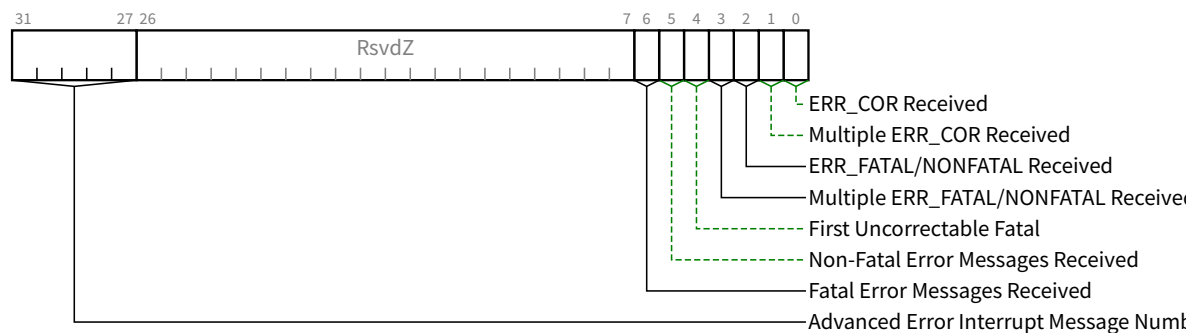 31 27 26 7 6 5 4 3 2 1 0
RsvdZ
ERR_COR Received
Multiple ERR_COR Received
ERR_FATAL/NONFATAL Received
Multiple ERR_FATAL/NONFATAL Received
First Uncorrectable Fatal
Non-Fatal Error Messages Received
Fatal Error Messages Received
Advanced Error Interrupt Message Numb